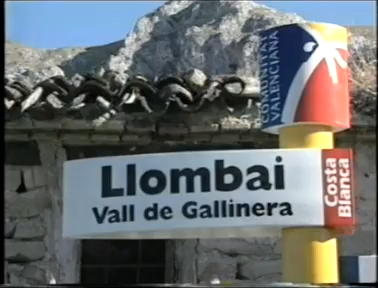 COMUNITAT
VALENCIANA
Llombai
Vall de Gallinera
Costa
Blanca